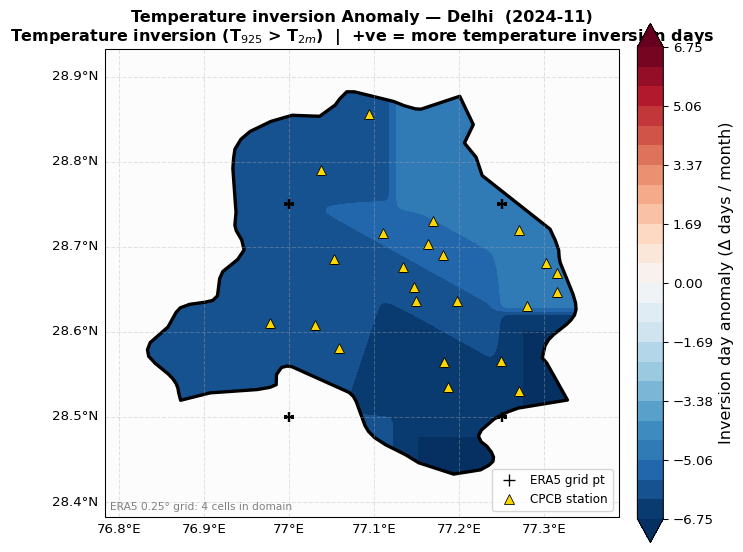 Temperature inversion Anomaly — Delhi (2024-11)
Temperature inversion (T925 > T2m) | +ve = more temperature inversion days
28.9°N
28.8°N
28.7°N
28.6°N
28.5°N
28.4°N
76.8°E 76.9°E 77°E 77.1°E 77.2°E 77.3°E
ERA5 0.25° grid: 4 cells in domain
ERA5 grid pt
CPCB station
6.75
5.06
3.37
1.69
0.00
−1.69
−3.38
−5.06
−6.75
Inversion day anomaly (Δ days / month)